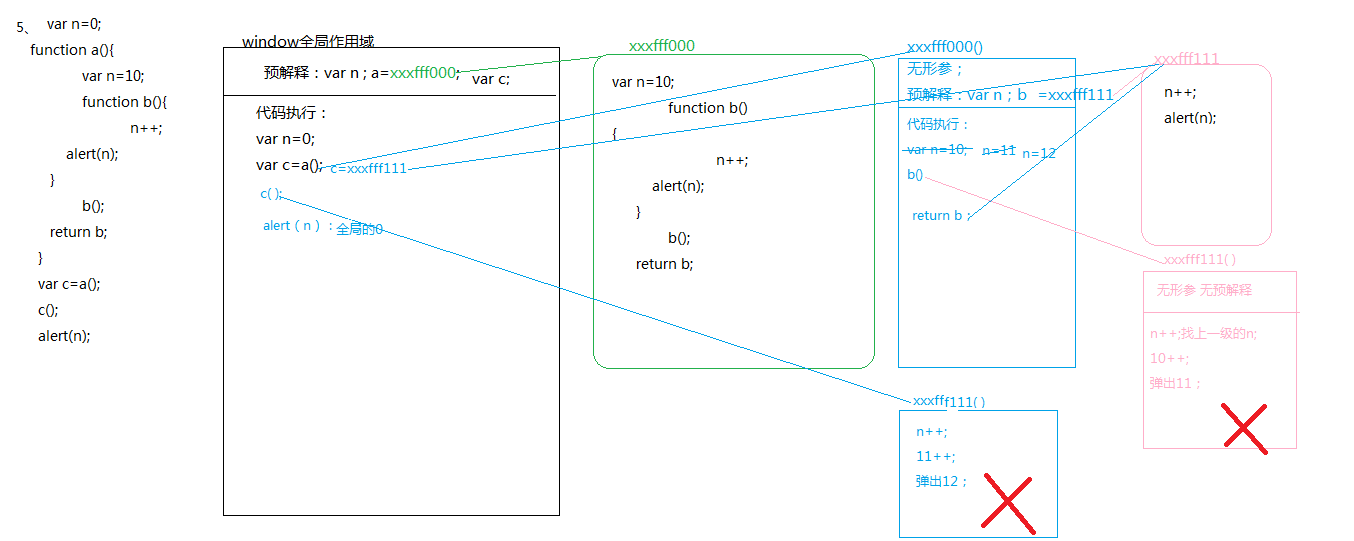 5、 var n=0;
function a(){
var n=10;
function b(){
n++;
alert(n);
}
b();
return b;
}
var c=a();
c();
alert(n);
window全局作用域
预解释：var n ; a=xxxfff000; var c;
代码执行：
var n=0;
var c=a(); c=xxxfff111
c( );
alert（n）：全局的0
xxxfff000
var n=10;
function b()
{
n++;
alert(n);
}
b();
return b;
xxxfff000()
无形参；
预解释：var n；b =xxxfff111
代码执行：
var n=10; n=11 n=12
b()
return b；
xxxfff111
n++;
alert(n);
xxxfff111( )
无形参 无预解释
n++;找上一级的n;
10++;
弹出11；
xxxfff111( )
n++;
11++;
弹出12；